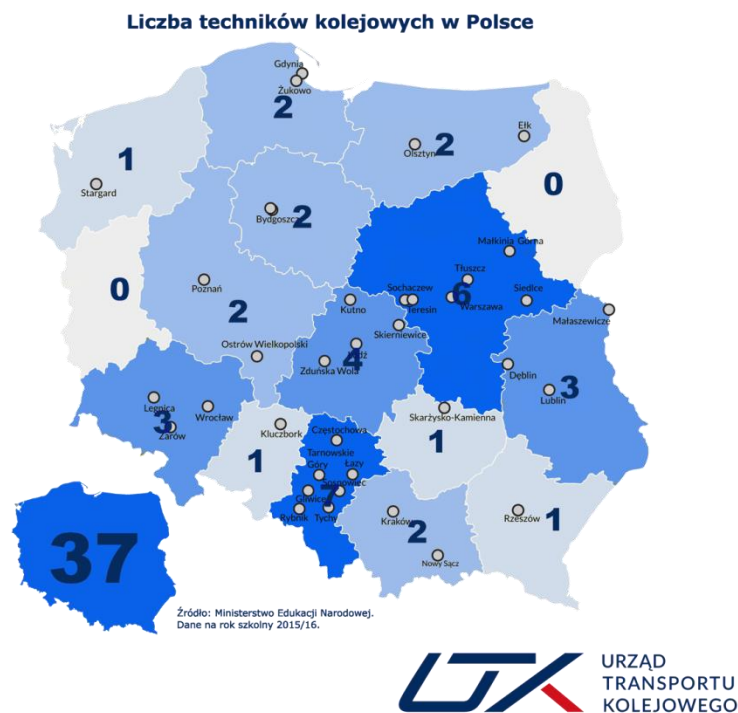 Liczba techników kolejowych w Polsce
Gdynia
Żukowo
2
Ełk
Olsztyn
2
1
Stargard
0
Bydgoszcz
2
Małkinia Górna
Tłuszcz
0
Poznań
2
Sochaczew
Teresin
6
Warszawa
Siedlce
Kutno
Małaszewicze
Skierniewice
Ostrów Wielkopolski
Łódź
4
Zduńska Wola
Dęblin
3
Lublin
Legnica
3
Wrocław
Żarów
Skarżysko-Kamienna
1
Kluczbork
1
Częstochowa
Tarnowskie
Góry
Łazy
Sosnowiec
7
Gliwice
Rybnik
Tychy
Kraków
2
Nowy Sącz
Rzeszów
1
37
Źródło: Ministerstwo Edukacji Narodowej.
Dane na rok szkolny 2015/16.
UTK
URZĄD
TRANSPORTU
KOLEJOWEGO